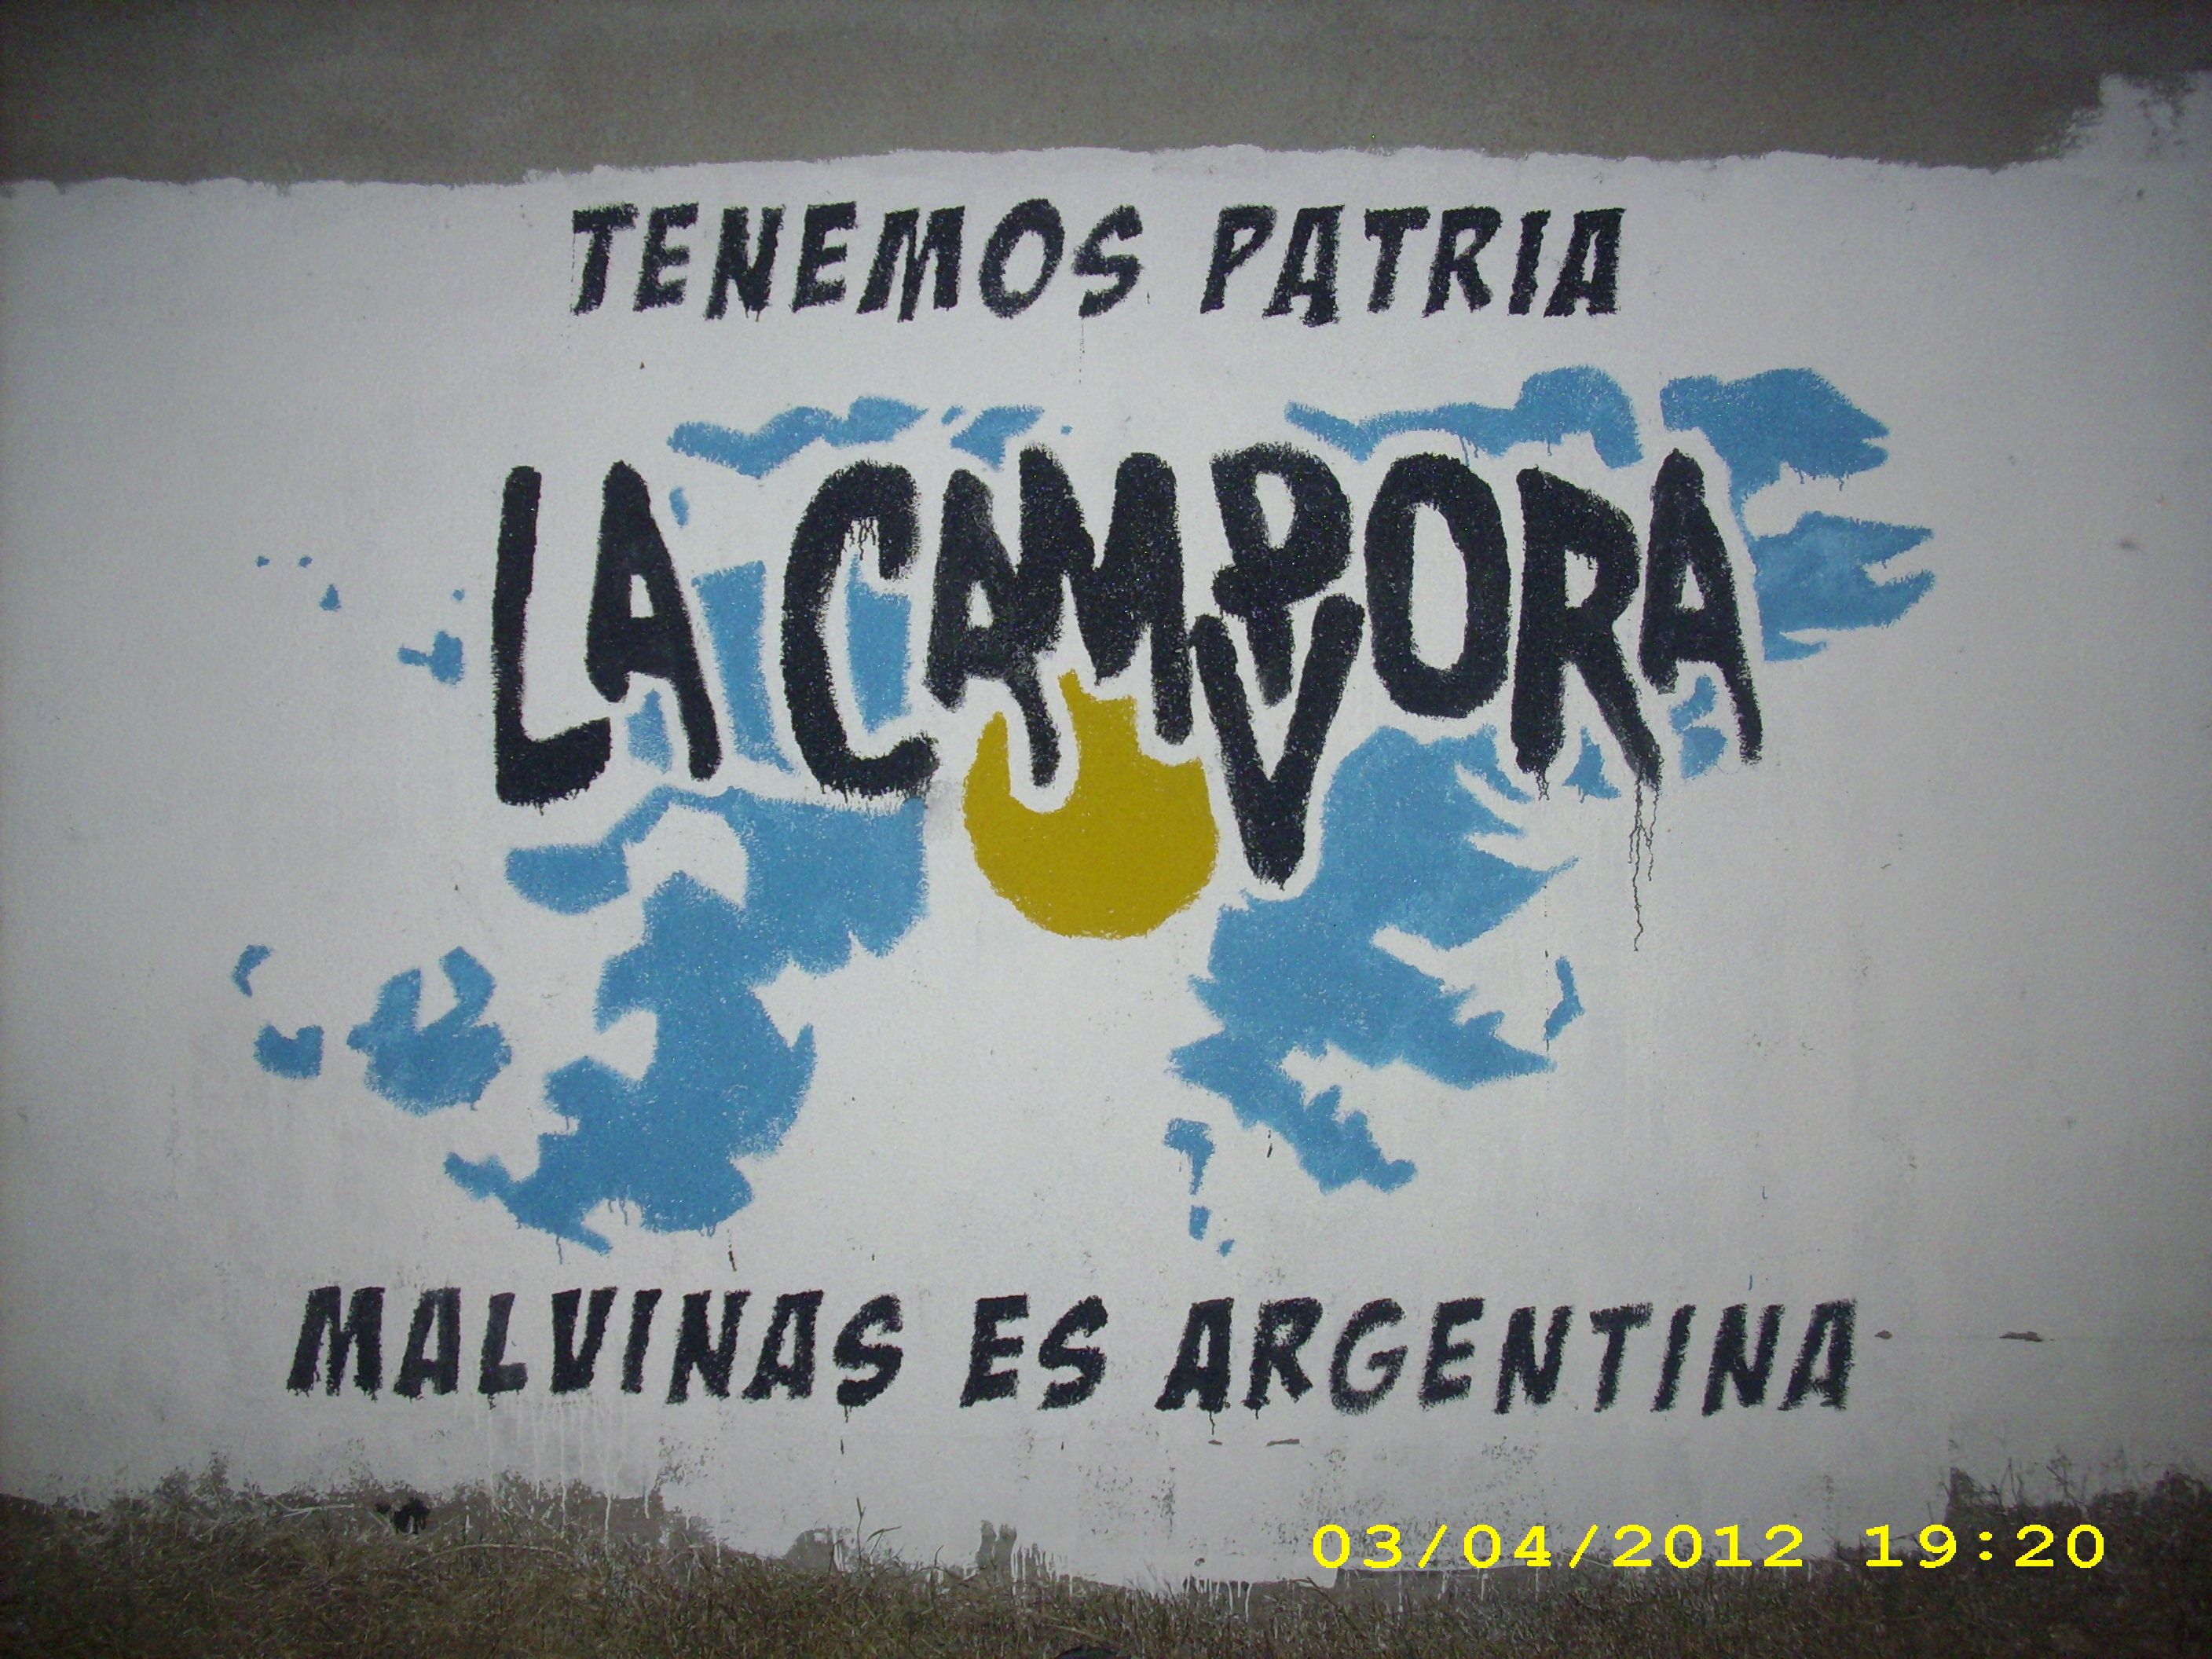 TENEMOS PATRIA
LA CAMPORA
V
MALVINAS ES ARGENTINA
03/04/2012 19:20